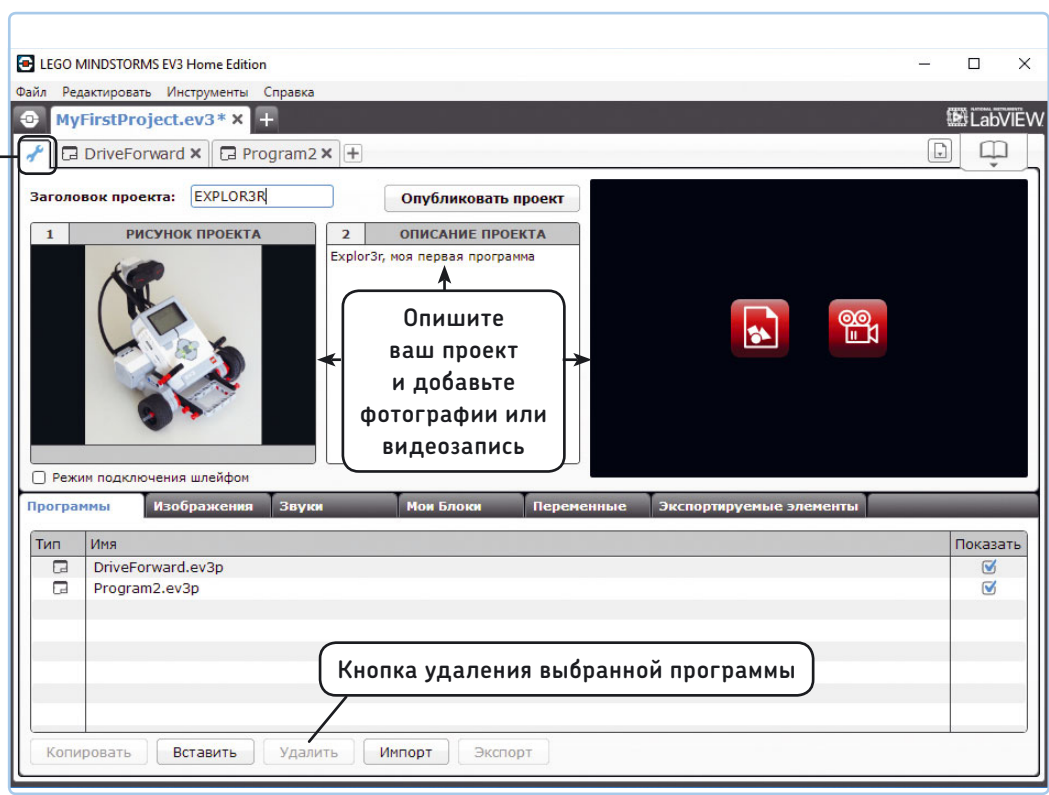 LEGO MINDSTORMS EV3 Home Edition
Файл Редактировать Инструменты Справка
MyFirstProject.ev3* × +
NATIONAL INSTRUMENTS
LabVIEW
DriveForward × Program2 × +
Заголовок проекта: EXPLOR3R
Опубликовать проект
1 РИСУНОК ПРОЕКТА
2 ОПИСАНИЕ ПРОЕКТА
Explor3r, моя первая программа
Опишите
ваш проект
и добавьте
фотографии или
видеозапись
Режим подключения шлейфом
Программы Изображения Звуки Мои Блоки Переменные Экспортируемые элементы
Тип Имя Показать
DriveForward.ev3p
Program2.ev3p
Кнопка удаления выбранной программы
Копировать Вставить Удалить Импорт Экспорт